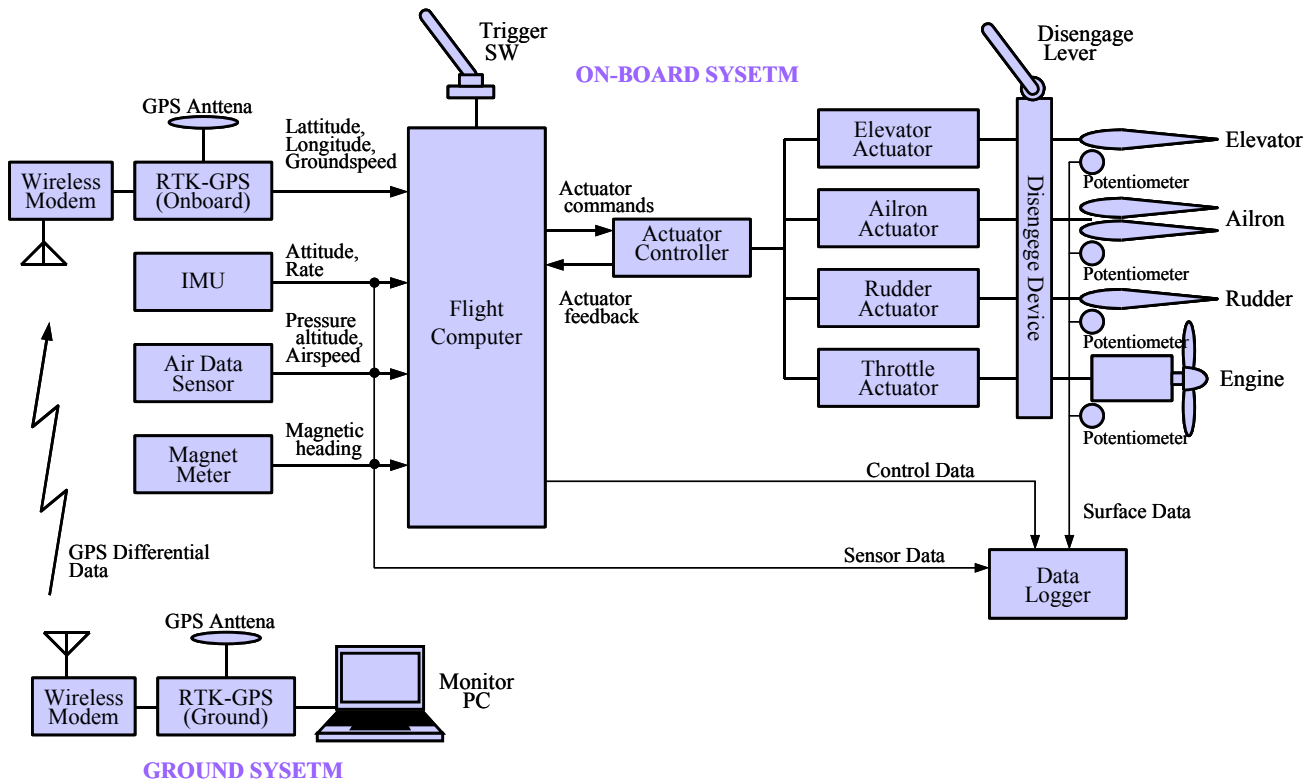 Trigger
SW
Disengage
Lever
ON-BOARD SYSETM
GPS Anttena
Lattitude,
Longitude,
Groundspeed
Wireless
Modem
RTK-GPS
(Onboard)
IMU
Attitude,
Rate
Air Data
Sensor
Pressure
altitude,
Airspeed
Magnet
Meter
Magnetic
heading
Flight
Computer
Actuator
commands
Actuator
Controller
Actuator
feedback
Elevator
Actuator
Ailron
Actuator
Rudder
Actuator
Throttle
Actuator
Disengege Device
Elevator
Potentiometer
Ailron
Potentiometer
Rudder
Potentiometer
Engine
Potentiometer
Control Data
Surface Data
Sensor Data
Data
Logger
GPS Differential
Data
GPS Anttena
Wireless
Modem
RTK-GPS
(Ground)
Monitor
PC
GROUND SYSETM